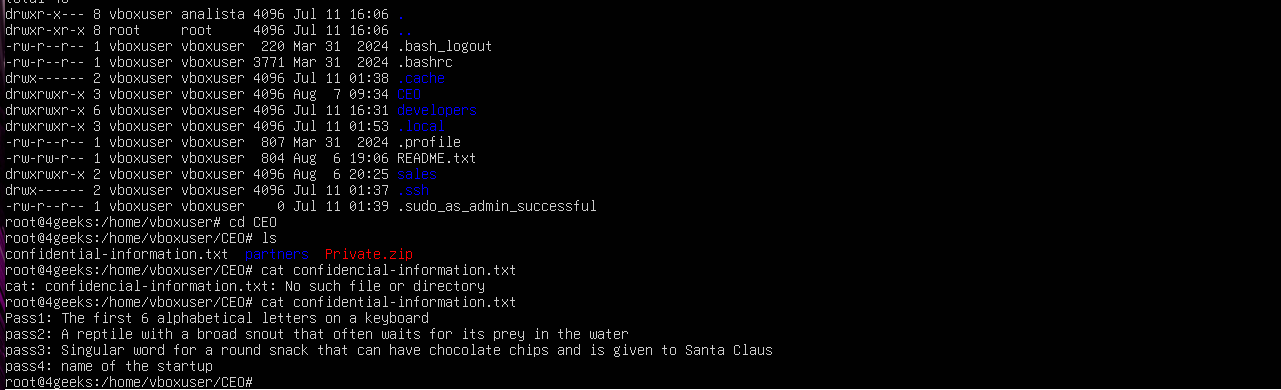 drwxr-x--- 8 vboxuser analista 4096 Jul 11 16:06 .
drwxr-xr-x 8 root     root     4096 Jul 11 16:06 ..
-rw-r--r-- 1 vboxuser vboxuser  220 Mar 31  2024 .bash_logout
-rw-r--r-- 1 vboxuser vboxuser 3771 Mar 31  2024 .bashrc
drwx------ 2 vboxuser vboxuser 4096 Jul 11 01:38 .cache
drwxrwxr-x 3 vboxuser vboxuser 4096 Aug  7 09:34 CEO
drwxrwxr-x 6 vboxuser vboxuser 4096 Jul 11 16:31 developers
drwxrwxr-x 3 vboxuser vboxuser 4096 Jul 11 01:53 .local
-rw-r--r-- 1 vboxuser vboxuser  807 Mar 31  2024 .profile
-rw-rw-r-- 1 vboxuser vboxuser  804 Aug  6 19:06 README.txt
drwxrwxr-x 2 vboxuser vboxuser 4096 Aug  6 20:25 sales
drwx------ 2 vboxuser vboxuser 4096 Jul 11 01:37 .ssh
-rw-r--r-- 1 vboxuser vboxuser    0 Jul 11 01:39 .sudo_as_admin_successful
root@4geeks:/home/vboxuser# cd CEO
root@4geeks:/home/vboxuser/CEO# ls
confidential-information.txt  partners  Private.zip
root@4geeks:/home/vboxuser/CEO# cat confidencial-information.txt
cat: confidencial-information.txt: No such file or directory
root@4geeks:/home/vboxuser/CEO# cat confidential-information.txt
Pass1: The first 6 alphabetical letters on a keyboard
pass2: A reptile with a broad snout that often waits for its prey in the water
pass3: Singular word for a round snack that can have chocolate chips and is given to Santa Claus
pass4: name of the startup
root@4geeks:/home/vboxuser/CEO#